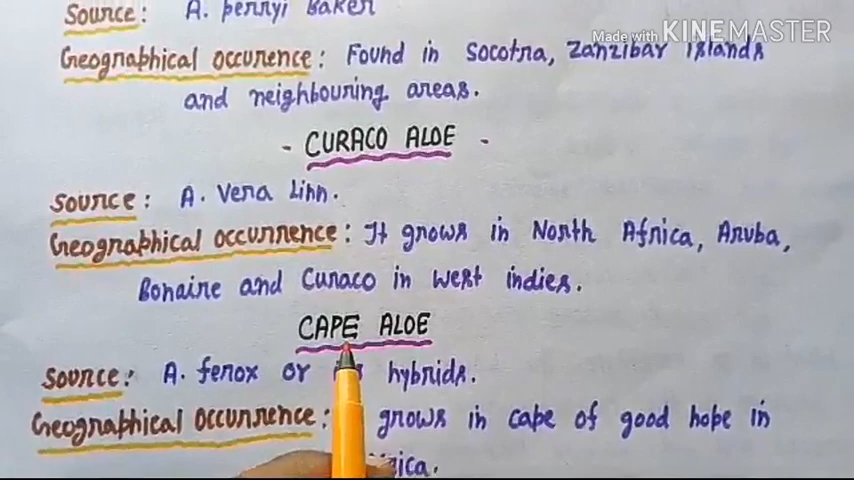 Source: A. perryi Baker
Made with KINEMASTER
Geographical occurence: Found in Socotra, Zanzibar Islands
and neighbouring areas.
- CURACO ALOE -
Source: A. Vera Linn.
Geographical occurrence: It grows in North Africa, Aruba,
Bonaire and Curaco in west indies.
CAPE ALOE
Source: A. ferox or hybrids.
Geographical occurrence: grows in cape of good hope in